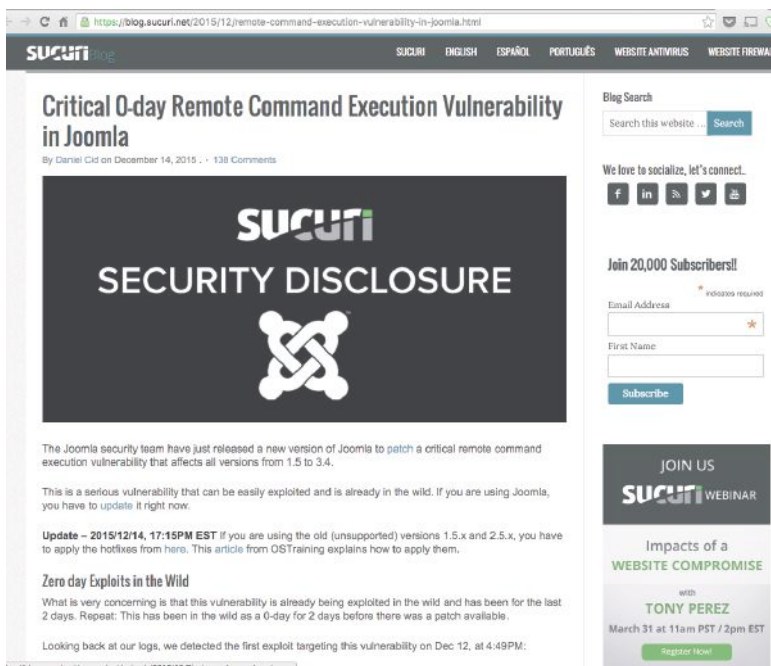 https://blog.sucuri.net/2015/12/remote-command-execution-vulnerability-in-joomla.html
SUCURI Blog
SUCURI ENGLISH ESPAÑOL PORTUGUÊS WEBSITE ANTIVIRUS WEBSITE FIREWA
Critical 0-day Remote Command Execution Vulnerability
in Joomla
By Daniel Cid on December 14, 2015 . - 138 Comments
SUCURI
SECURITY DISCLOSURE
The Joomla security team have just released a new version of Joomla to patch a critical remote command
execution vulnerability that affects all versions from 1.5 to 3.4.
This is a serious vulnerability that can be easily exploited and is already in the wild. If you are using Joomla,
you have to update it right now.
Update – 2015/12/14, 17:15PM EST If you are using the old (unsupported) versions 1.5.x and 2.5.x, you have
to apply the hotfixes from here. This article from OSTraining explains how to apply them.
Zero day Exploits in the Wild
What is very concerning is that this vulnerability is already being exploited in the wild and has been for the last
2 days. Repeat: This has been in the wild as a 0-day for 2 days before there was a patch available.
Looking back at our logs, we detected the first exploit targeting this vulnerability on Dec 12, at 4:49PM:
Blog Search
Search this website ... Search
We love to socialize, let's connect..
Join 20,000 Subscribers!!
* indicates required
Email Address
*
First Name
Subscribe
JOIN US
SUCURI WEBINAR
Impacts of a
WEBSITE COMPROMISE
with
TONY PEREZ
March 31 at 11am PST / 2pm EST
Register Now!